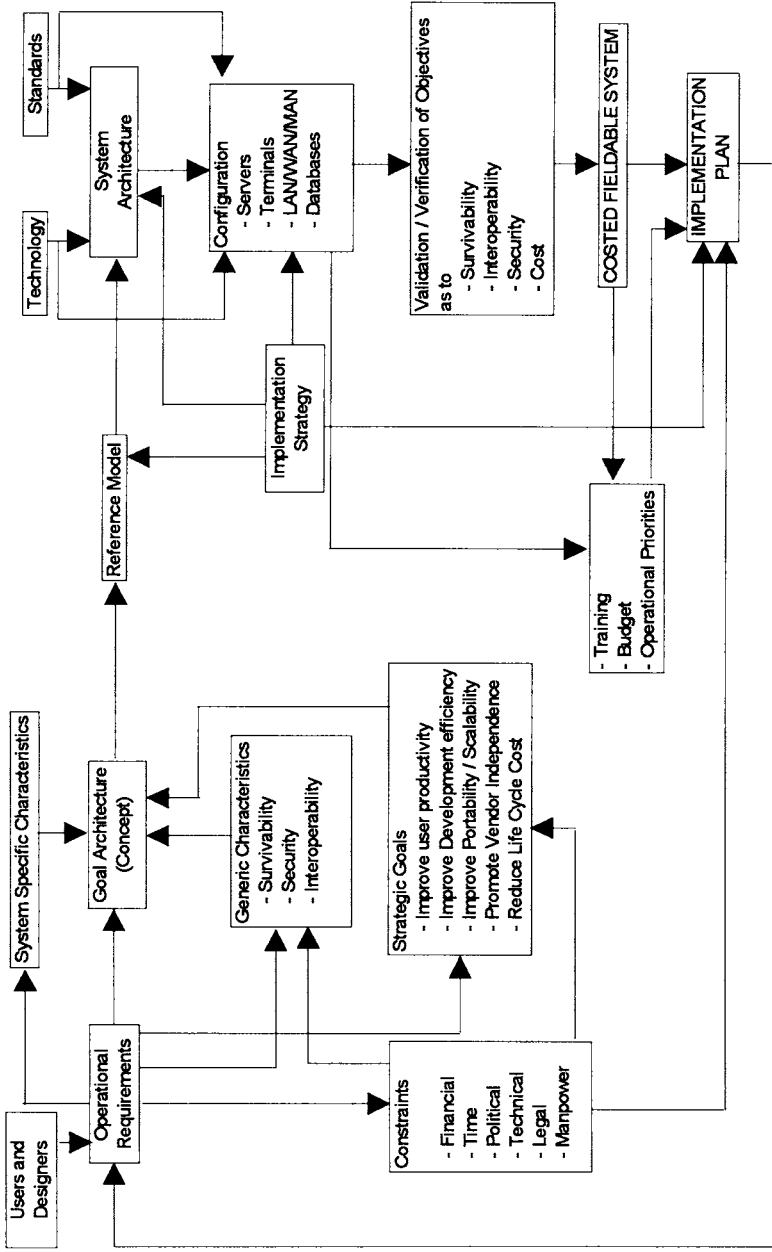 Users and
Designers
Operational
Requirements
Constraints
- Financial
- Time
- Political
- Technical
- Legal
- Manpower
System Specific Characteristics
Goal Architecture
(Concept)
Generic Characteristics
- Survivability
- Security
- Interoperability
Strategic Goals
- Improve user productivity
- Improve Development efficiency
- Improve Portability / Scalability
- Promote Vendor Independence
- Reduce Life Cycle Cost
Reference Model
Implementation
Strategy
- Training
- Budget
- Operational Priorities
Technology
Standards
System
Architecture
Configuration
- Servers
- Terminals
- LAN/WAN/MAN
- Databases
Validation / Verification of Objectives
as to
- Survivability
- Interoperability
- Security
- Cost
COSTED FIELDABLE SYSTEM
IMPLEMENTATION
PLAN